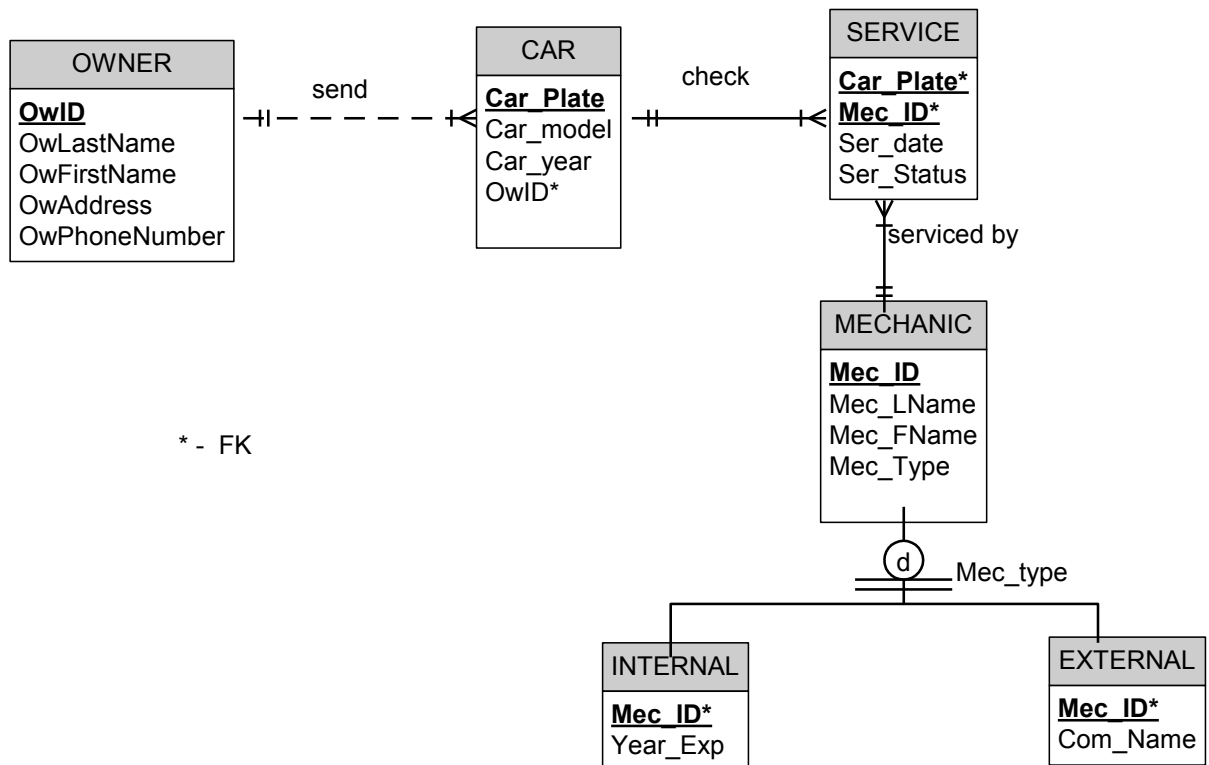 OWNER
OwID
OwLastName
OwFirstName
OwAddress
OwPhoneNumber
send
CAR
Car_Plate
Car_model
Car_year
OwID*
check
SERVICE
Car_Plate*
Mec_ID*
Ser_date
Ser_Status
serviced by
MECHANIC
Mec_ID
Mec_LName
Mec_FName
Mec_Type
* - FK
d
Mec_type
INTERNAL
Mec_ID*
Year_Exp
EXTERNAL
Mec_ID*
Com_Name